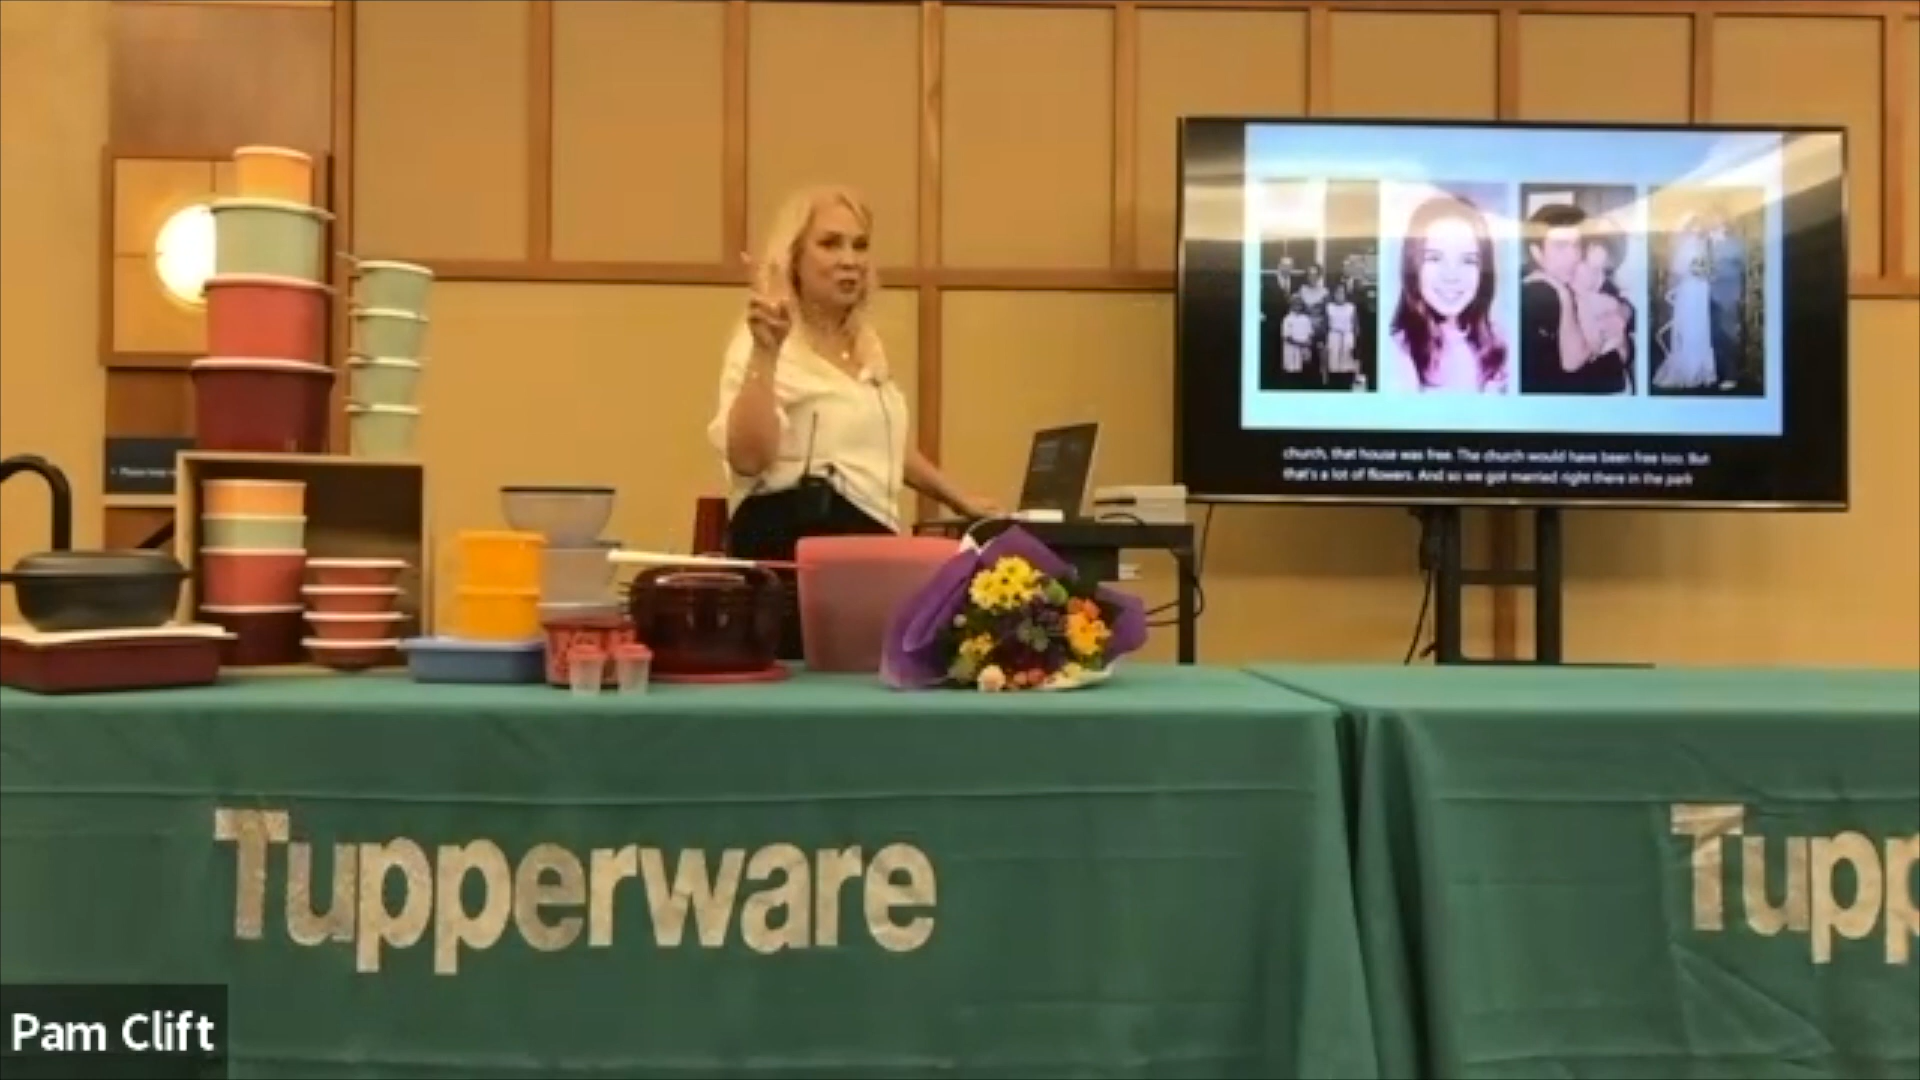 church, that house was free. The church would have been free too. But
that's a lot of flowers. And so we got married right there in the park
Tupperware
Tupp
Pam Clift